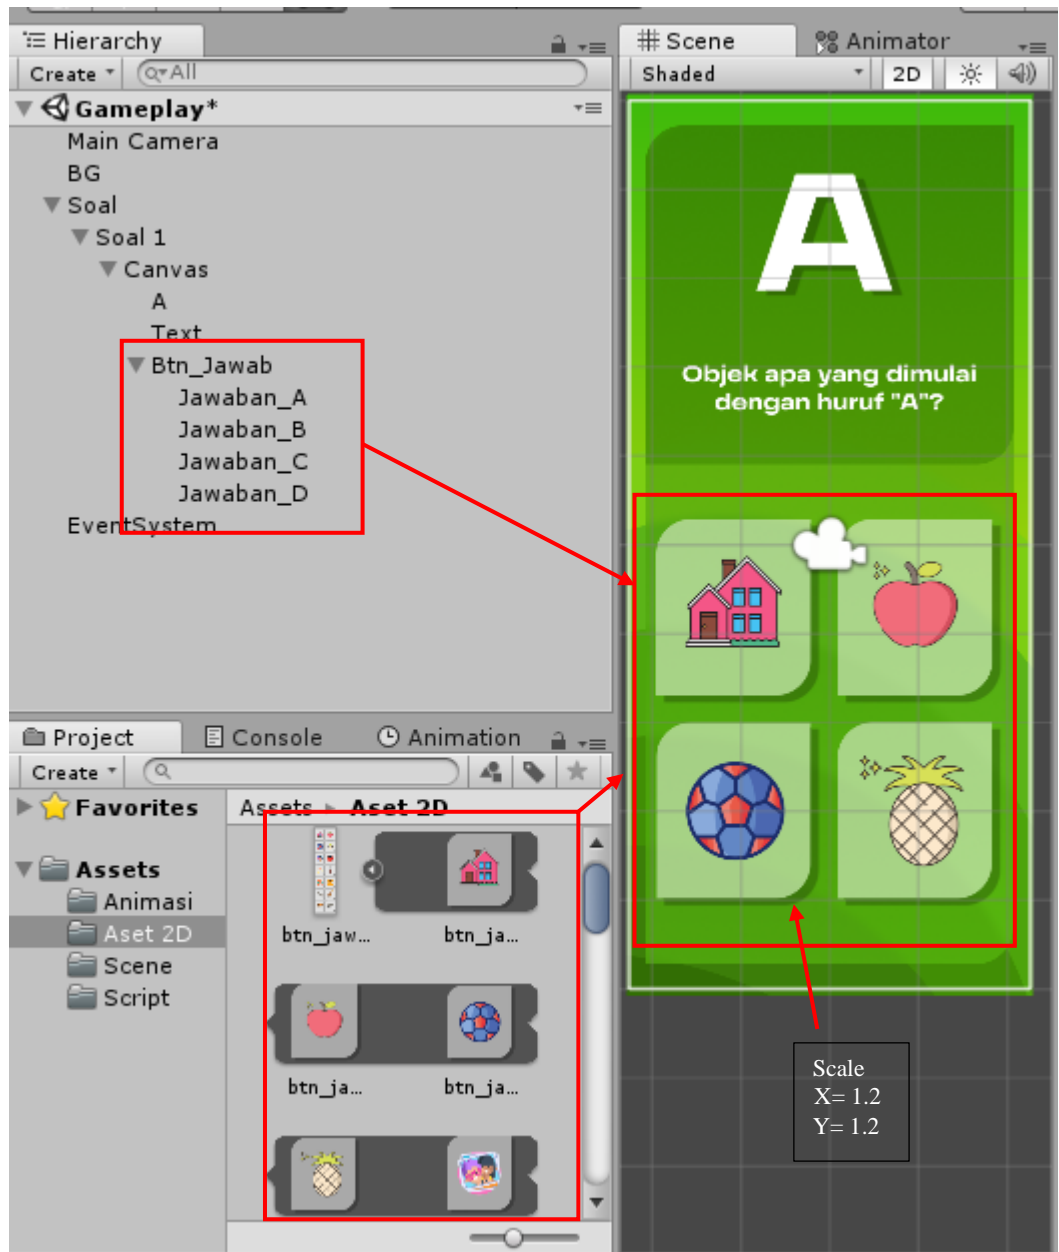 Hierarchy
Create
All
Gameplay*
Main Camera
BG
Soal
Soal 1
Canvas
A
Text
Btn_Jawab
Jawaban_A
Jawaban_B
Jawaban_C
Jawaban_D
EventSystem
Scene
Animator
Shaded
2D
A
Objek apa yang dimulai
dengan huruf "A"?
Scale
X= 1.2
Y= 1.2
Project
Console
Animation
Create
Favorites
Assets
Animasi
Aset 2D
Scene
Script
Assets
Aset 2D
btn_jaw...
btn_ja...
btn_ja...
btn_ja...